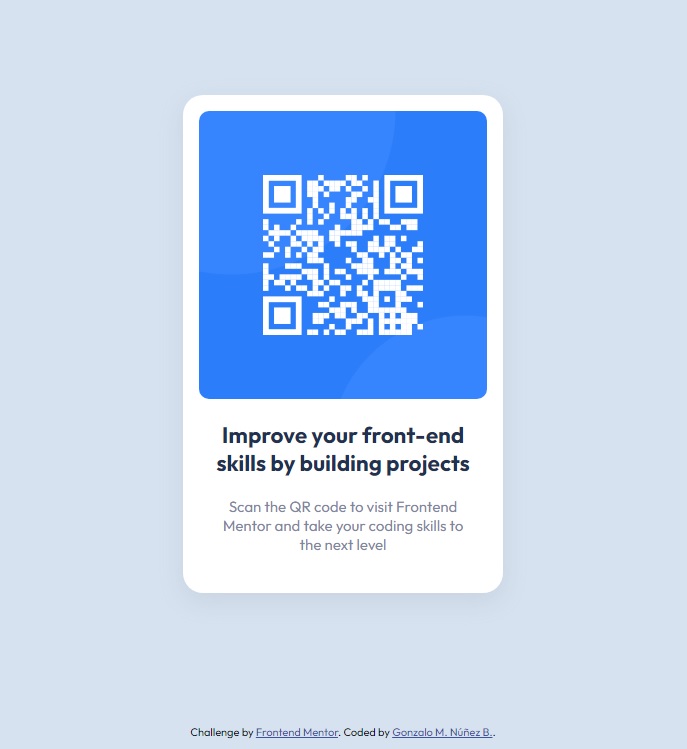 Improve your front-end
skills by building projects
Scan the QR code to visit Frontend
Mentor and take your coding skills to
the next level
Challenge by Frontend Mentor. Coded by Gonzalo M. Núñez B..